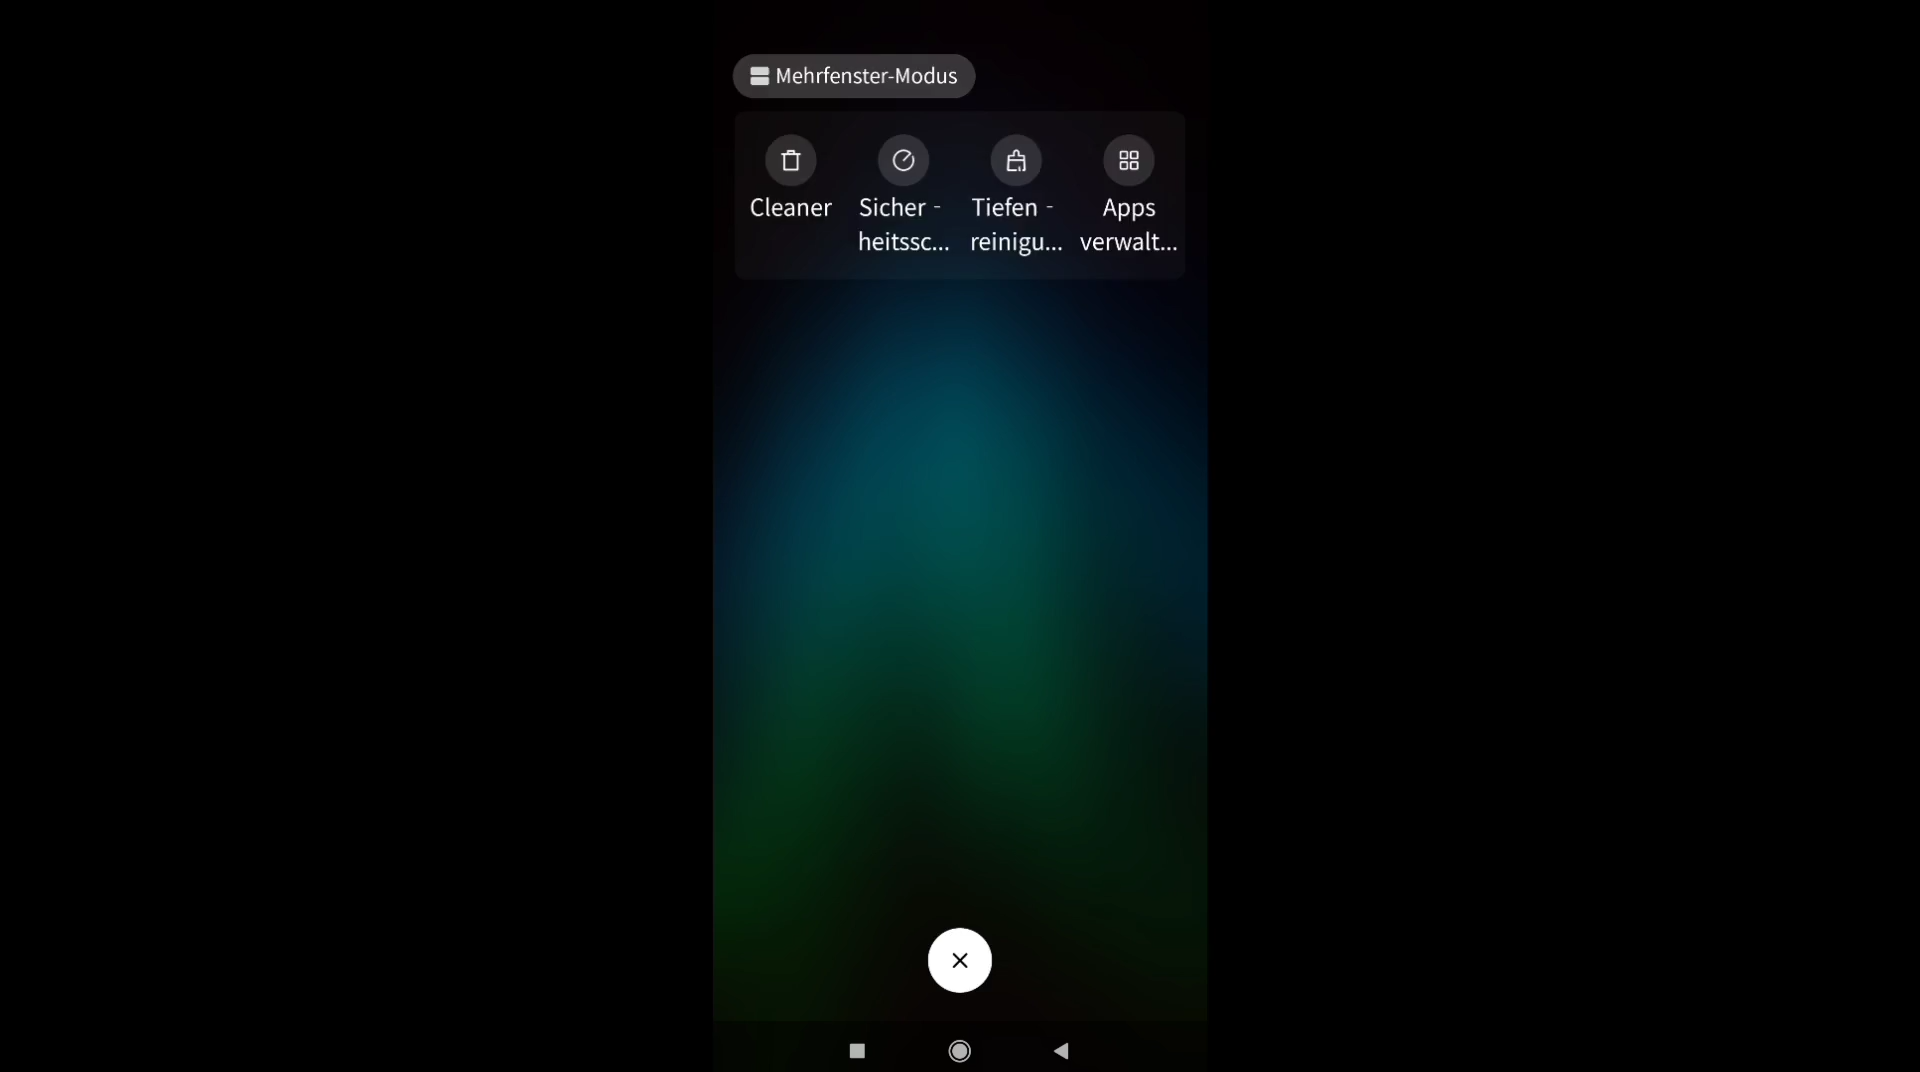 Mehrfenster-Modus
Cleaner
Sicher -
heitssc...
Tiefen -
reinigu...
Apps
verwalt...